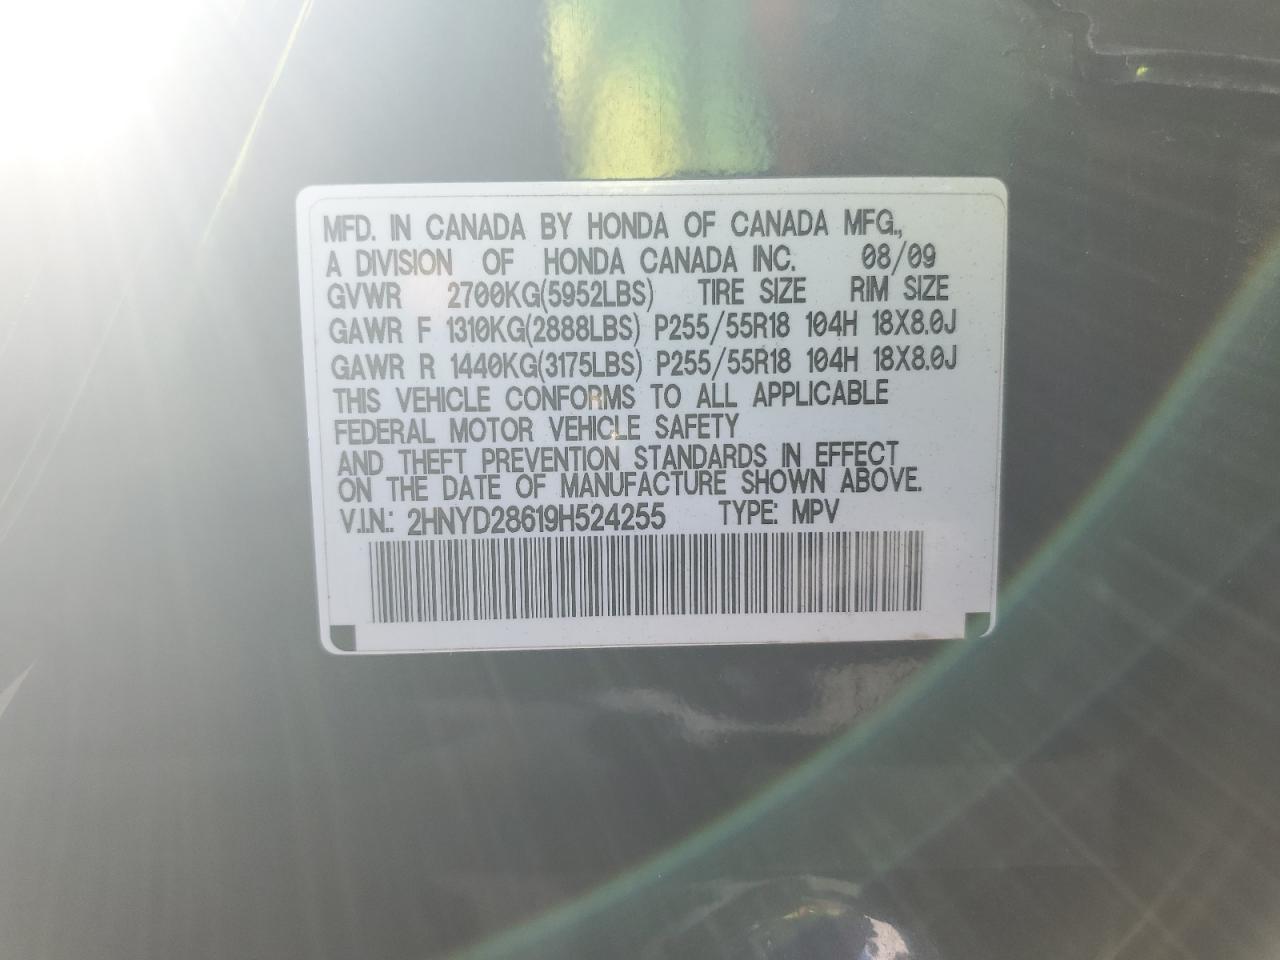 MFD. IN CANADA BY HONDA OF CANADA MFG.,
A DIVISION OF HONDA CANADA INC. 08/09
GVWR 2700KG(5952LBS) TIRE SIZE RIM SIZE
GAWR F 1310KG(2888LBS) P255/55R18 104H 18X8.0J
GAWR R 1440KG(3175LBS) P255/55R18 104H 18X8.0J
THIS VEHICLE CONFORMS TO ALL APPLICABLE
FEDERAL MOTOR VEHICLE SAFETY
AND THEFT PREVENTION STANDARDS IN EFFECT
ON THE DATE OF MANUFACTURE SHOWN ABOVE.
V.I.N.: 2HNYD28619H524255 TYPE: MPV